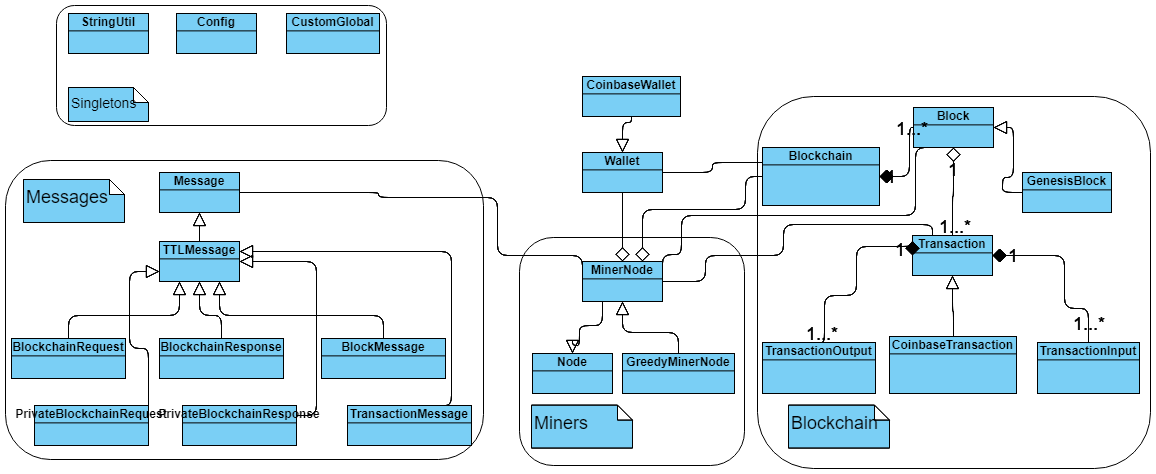 StringUtil
Config
CustomGlobal
Singletons
Messages
Message
TTLMessage
BlockchainRequest
BlockchainResponse
BlockMessage
PrivateBlockchainRequest
PrivateBlockchainResponse
TransactionMessage
CoinbaseWallet
Wallet
MinerNode
Node
GreedyMinerNode
Miners
Block
1...*
Blockchain
1
1
GenesisBlock
1...*
Transaction
1
1
1...*
1...*
TransactionOutput
CoinbaseTransaction
TransactionInput
Blockchain